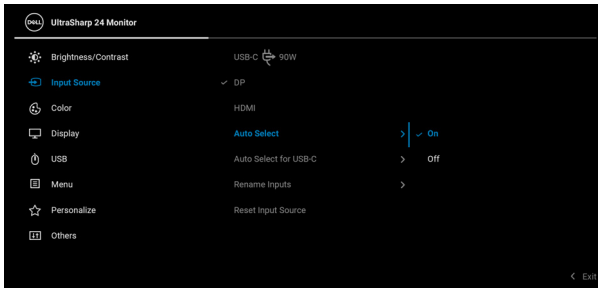 DELL UltraSharp 24 Monitor
Brightness/Contrast USB-C 90W
Input Source DP
Color HDMI
Display Auto Select On
USB Auto Select for USB-C Off
Menu Rename Inputs
Personalize Reset Input Source
Others
Exit